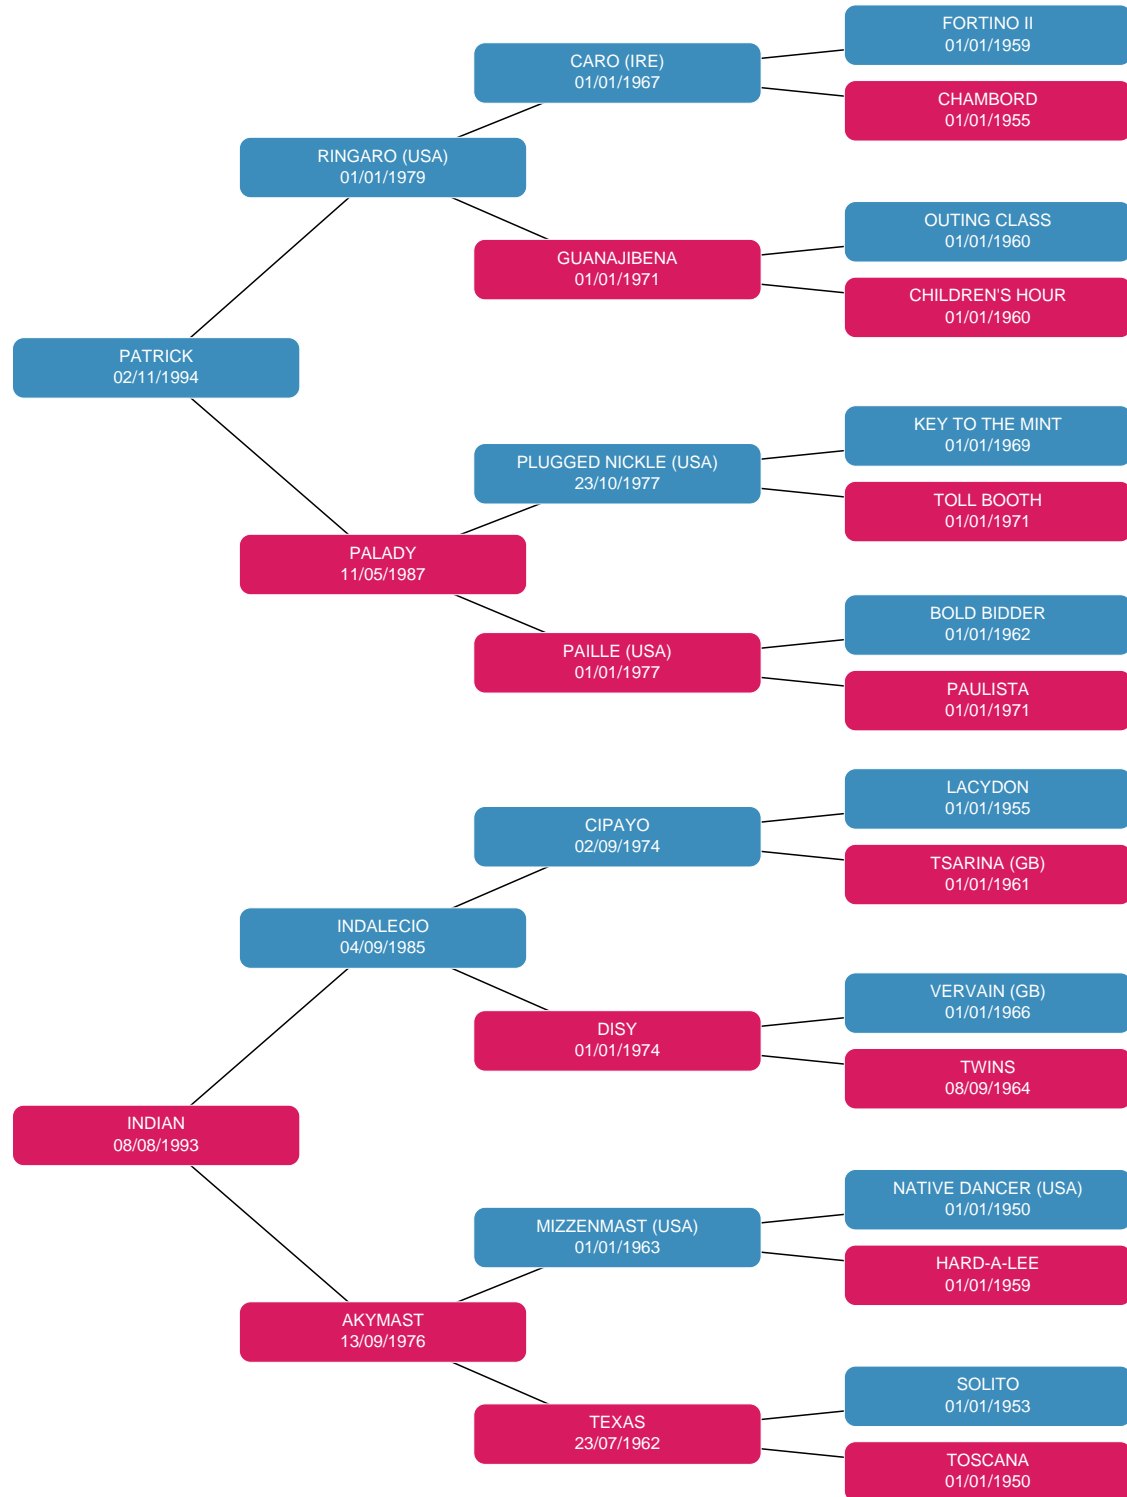 FORTINO II
01/01/1959
CARO (IRE)
01/01/1967
CHAMBORD
01/01/1955
RINGARO (USA)
01/01/1979
OUTING CLASS
01/01/1960
GUANAJIBENA
01/01/1971
CHILDREN'S HOUR
01/01/1960
PATRICK
02/11/1994
KEY TO THE MINT
01/01/1969
PLUGGED NICKLE (USA)
23/10/1977
TOLL BOOTH
01/01/1971
PALADY
11/05/1987
BOLD BIDDER
01/01/1962
PAILLE (USA)
01/01/1977
PAULISTA
01/01/1971
LACYDON
01/01/1955
CIPAYO
02/09/1974
TSARINA (GB)
01/01/1961
INDALECIO
04/09/1985
VERVAIN (GB)
01/01/1966
DISY
01/01/1974
TWINS
08/09/1964
INDIAN
08/08/1993
NATIVE DANCER (USA)
01/01/1950
MIZZENMAST (USA)
01/01/1963
HARD-A-LEE
01/01/1959
AKYMAST
13/09/1976
SOLITO
01/01/1953
TEXAS
23/07/1962
TOSCANA
01/01/1950